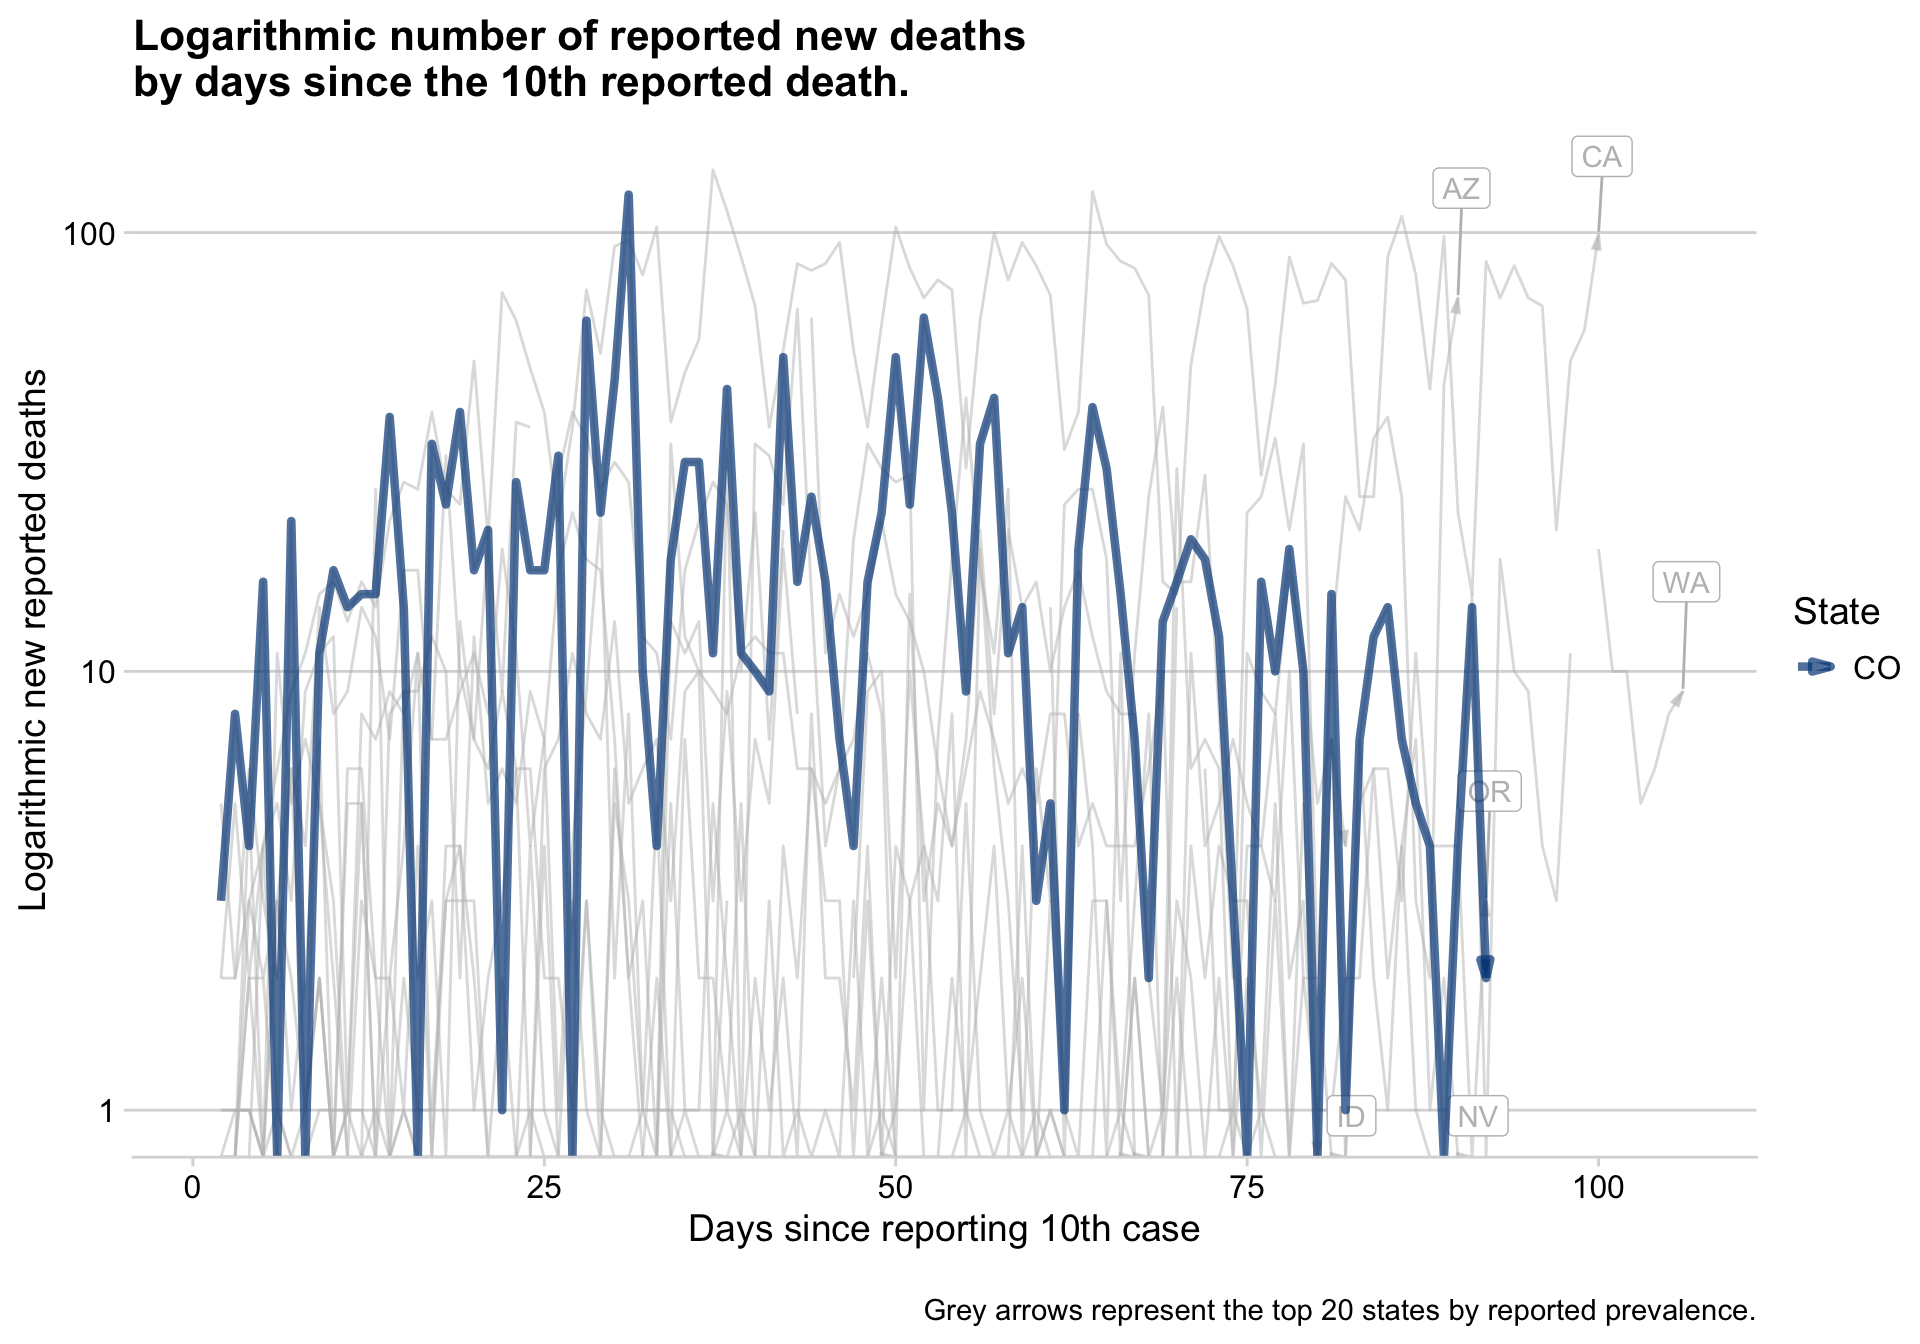 Logarithmic number of reported new deaths
by days since the 10th reported death.
CA
AZ
100
WA
State
CO
10
OR
1
ID
NV
Logarithmic new reported deaths
0
25
50
75
100
Days since reporting 10th case
Grey arrows represent the top 20 states by reported prevalence.